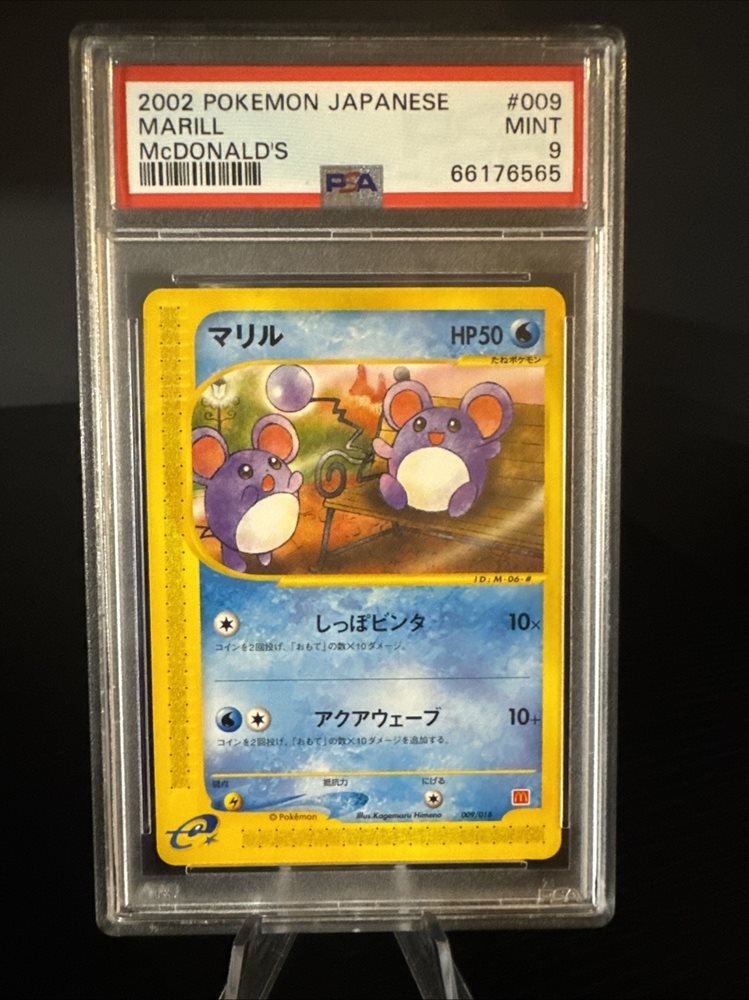 2002 POKEMON JAPANESE #009
MARILL MINT
McDONALD'S 9
PSA 66176565
マリル HP50
たねポケモン
ID:M-06-#
しっぽビンタ 10×
コインを2回投げ、「おもて」の数×10ダメージ。
アクアウェーブ 10+
コインを2回投げ、「おもて」の数×10ダメージを追加する。
弱点 抵抗力 にげる
© Pokémon Illus.Kagemaru Himeno 009/018
e
PSA